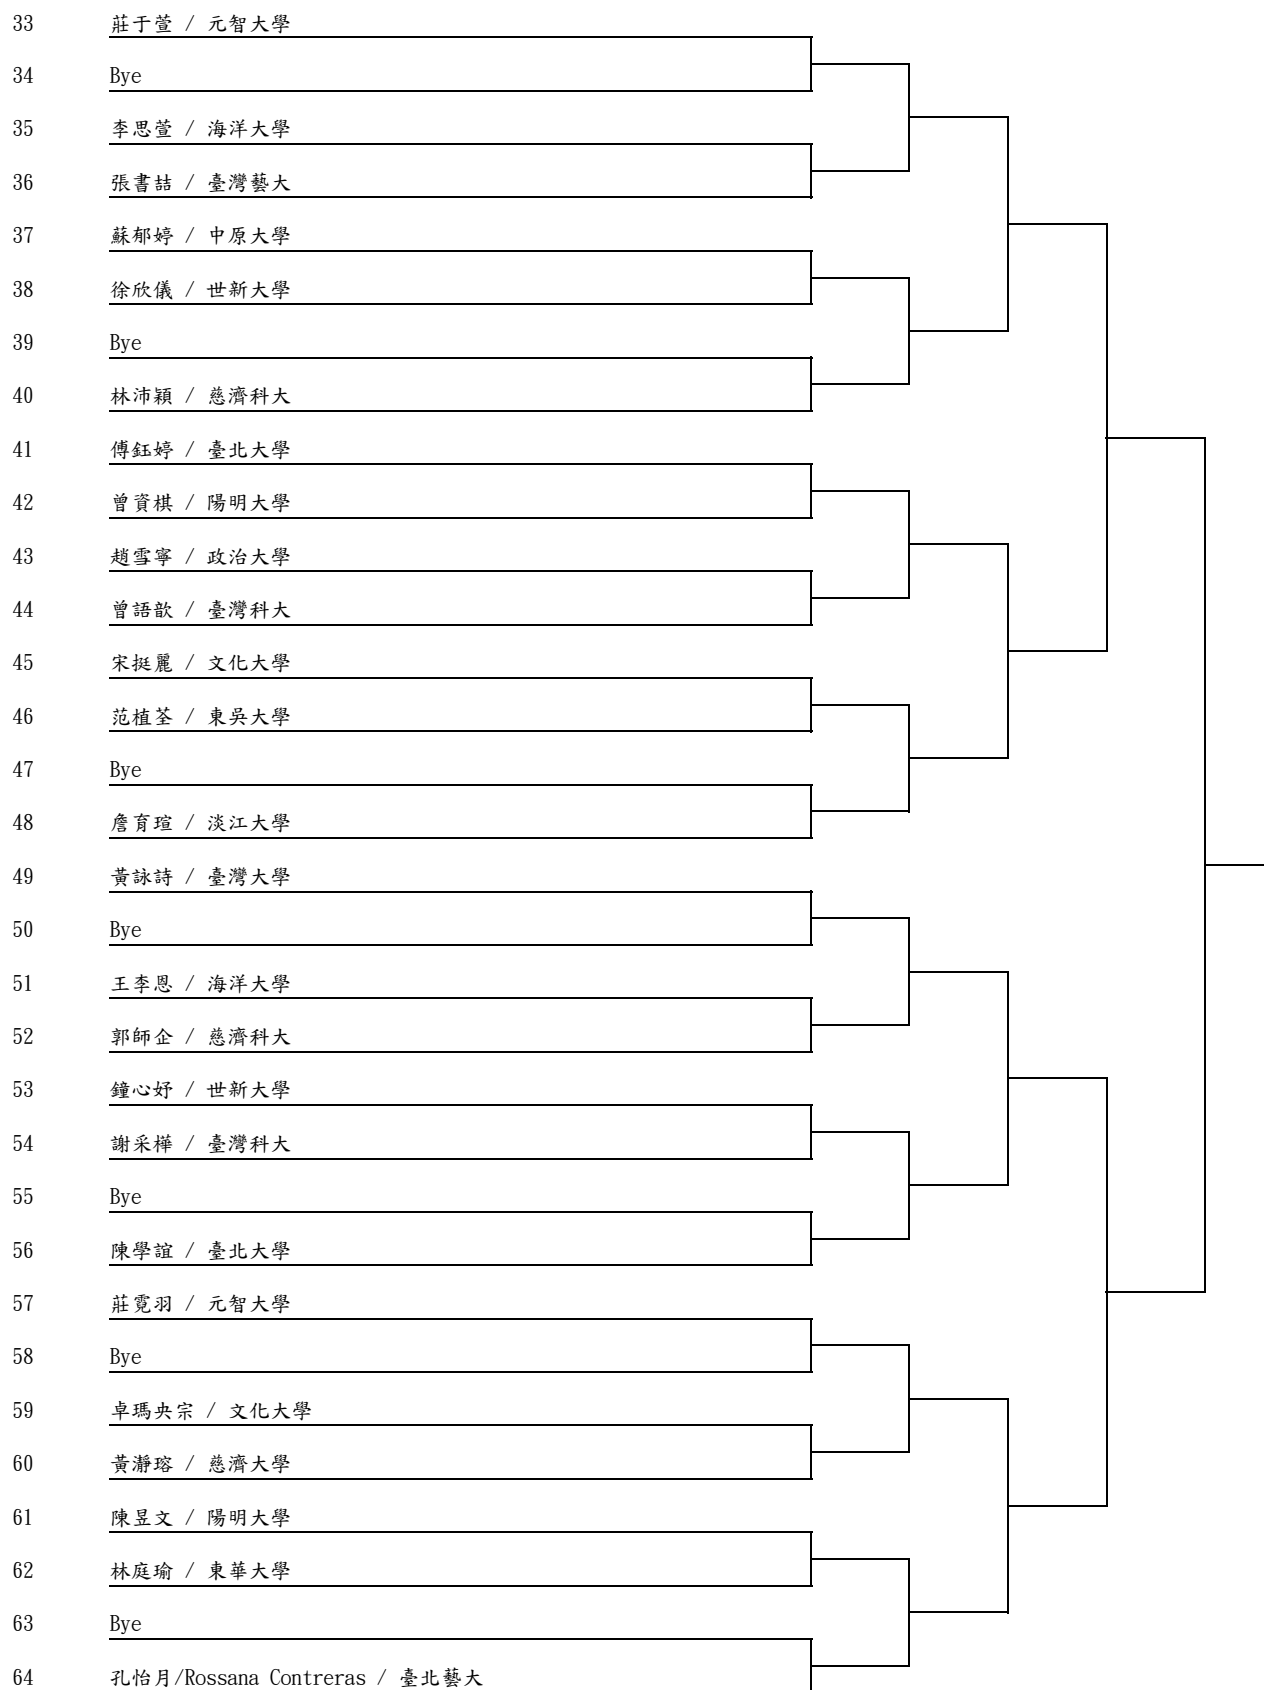 33 莊于萱 / 元智大學
34 Bye
35 李思萱 / 海洋大學
36 張書喆 / 臺灣藝大
37 蘇郁婷 / 中原大學
38 徐欣儀 / 世新大學
39 Bye
40 林沛穎 / 慈濟科大
41 傅鈺婷 / 臺北大學
42 曾資棋 / 陽明大學
43 趙雪寧 / 政治大學
44 曾語歆 / 臺灣科大
45 宋挺麗 / 文化大學
46 范植荃 / 東吳大學
47 Bye
48 詹育瑄 / 淡江大學
49 黃詠詩 / 臺灣大學
50 Bye
51 王李恩 / 海洋大學
52 郭師企 / 慈濟科大
53 鐘心妤 / 世新大學
54 謝采樺 / 臺灣科大
55 Bye
56 陳學誼 / 臺北大學
57 莊霓羽 / 元智大學
58 Bye
59 卓瑪央宗 / 文化大學
60 黃瀞瑢 / 慈濟大學
61 陳昱文 / 陽明大學
62 林庭瑜 / 東華大學
63 Bye
64 孔怡月/Rossana Contreras / 臺北藝大